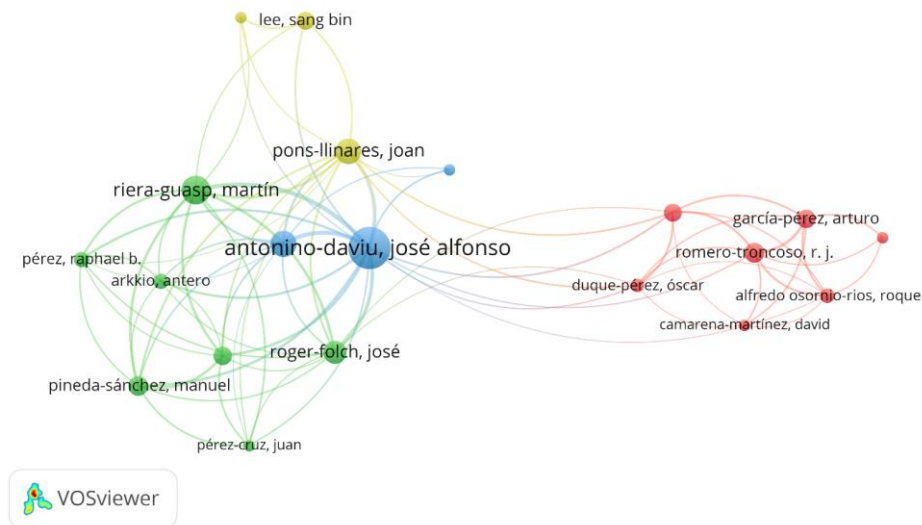 lee, sang bin
pons-llinares, joan
riera-guasp, martín
antonino-daviu, josé alfonso
pérez, raphael b.
arkkio, antero
roger-folch, josé
pineda-sánchez, manuel
pérez-cruz, juan
garcía-pérez, arturo
romero-troncoso, r. j.
duque-pérez, óscar
alfredo osornio-rios, roque
camarena-martínez, david
VOSviewer